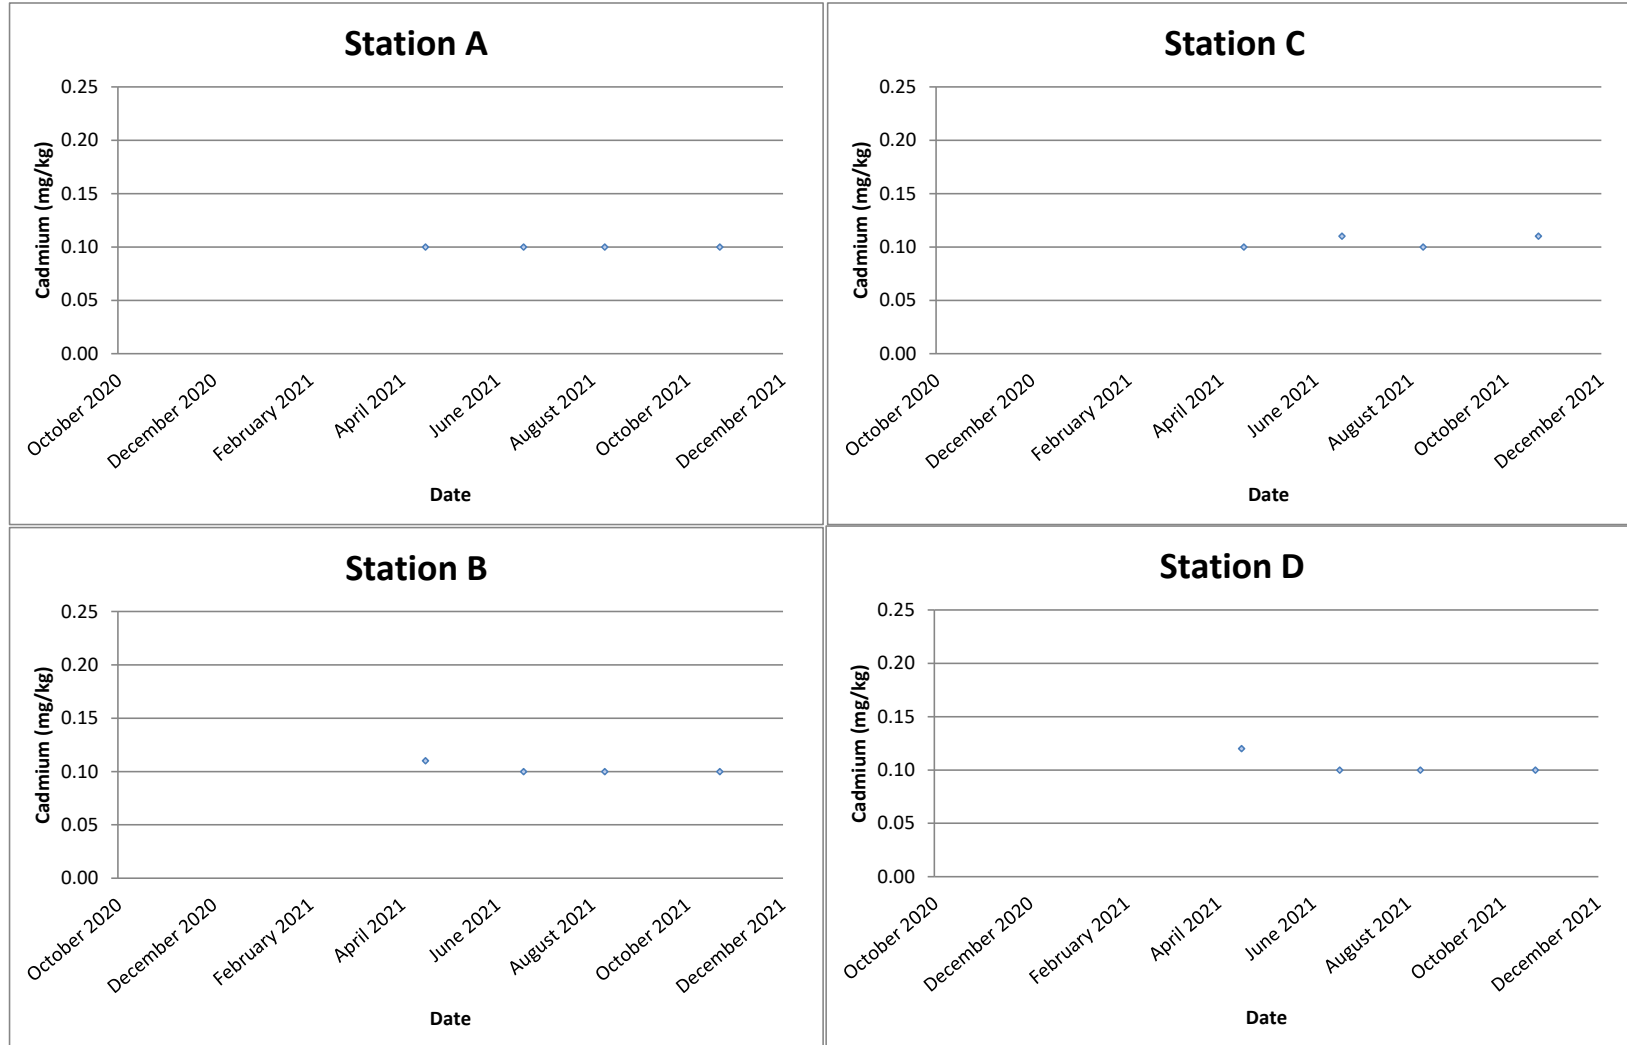 Station A
Cadmium (mg/kg)
0.25
0.20
0.15
0.10
0.05
0.00
October 2020
December 2020
February 2021
April 2021
June 2021
August 2021
October 2021
December 2021
Date
Station C
Cadmium (mg/kg)
0.25
0.20
0.15
0.10
0.05
0.00
October 2020
December 2020
February 2021
April 2021
June 2021
August 2021
October 2021
December 2021
Date
Station B
Cadmium (mg/kg)
0.25
0.20
0.15
0.10
0.05
0.00
October 2020
December 2020
February 2021
April 2021
June 2021
August 2021
October 2021
December 2021
Date
Station D
Cadmium (mg/kg)
0.25
0.20
0.15
0.10
0.05
0.00
October 2020
December 2020
February 2021
April 2021
June 2021
August 2021
October 2021
December 2021
Date